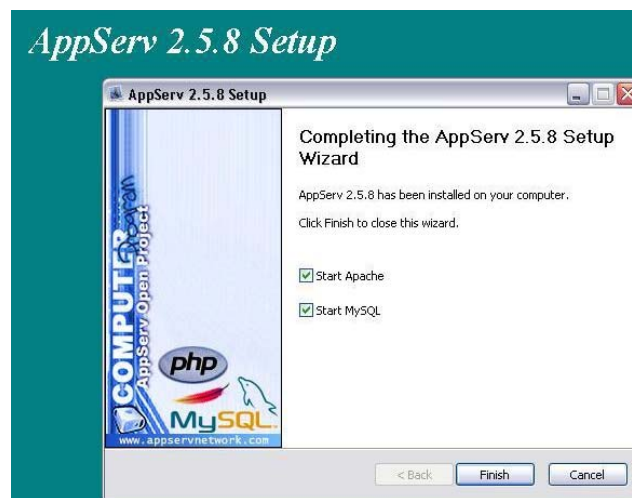 AppServ 2.5.8 Setup
AppServ 2.5.8 Setup
Completing the AppServ 2.5.8 Setup
Wizard
AppServ 2.5.8 has been installed on your computer.
Click Finish to close this wizard.
Start Apache
Start MySQL
COMPUTER
Program
AppServ Open Project
php
MySQL
www.appservnetwork.com
< Back
Finish
Cancel